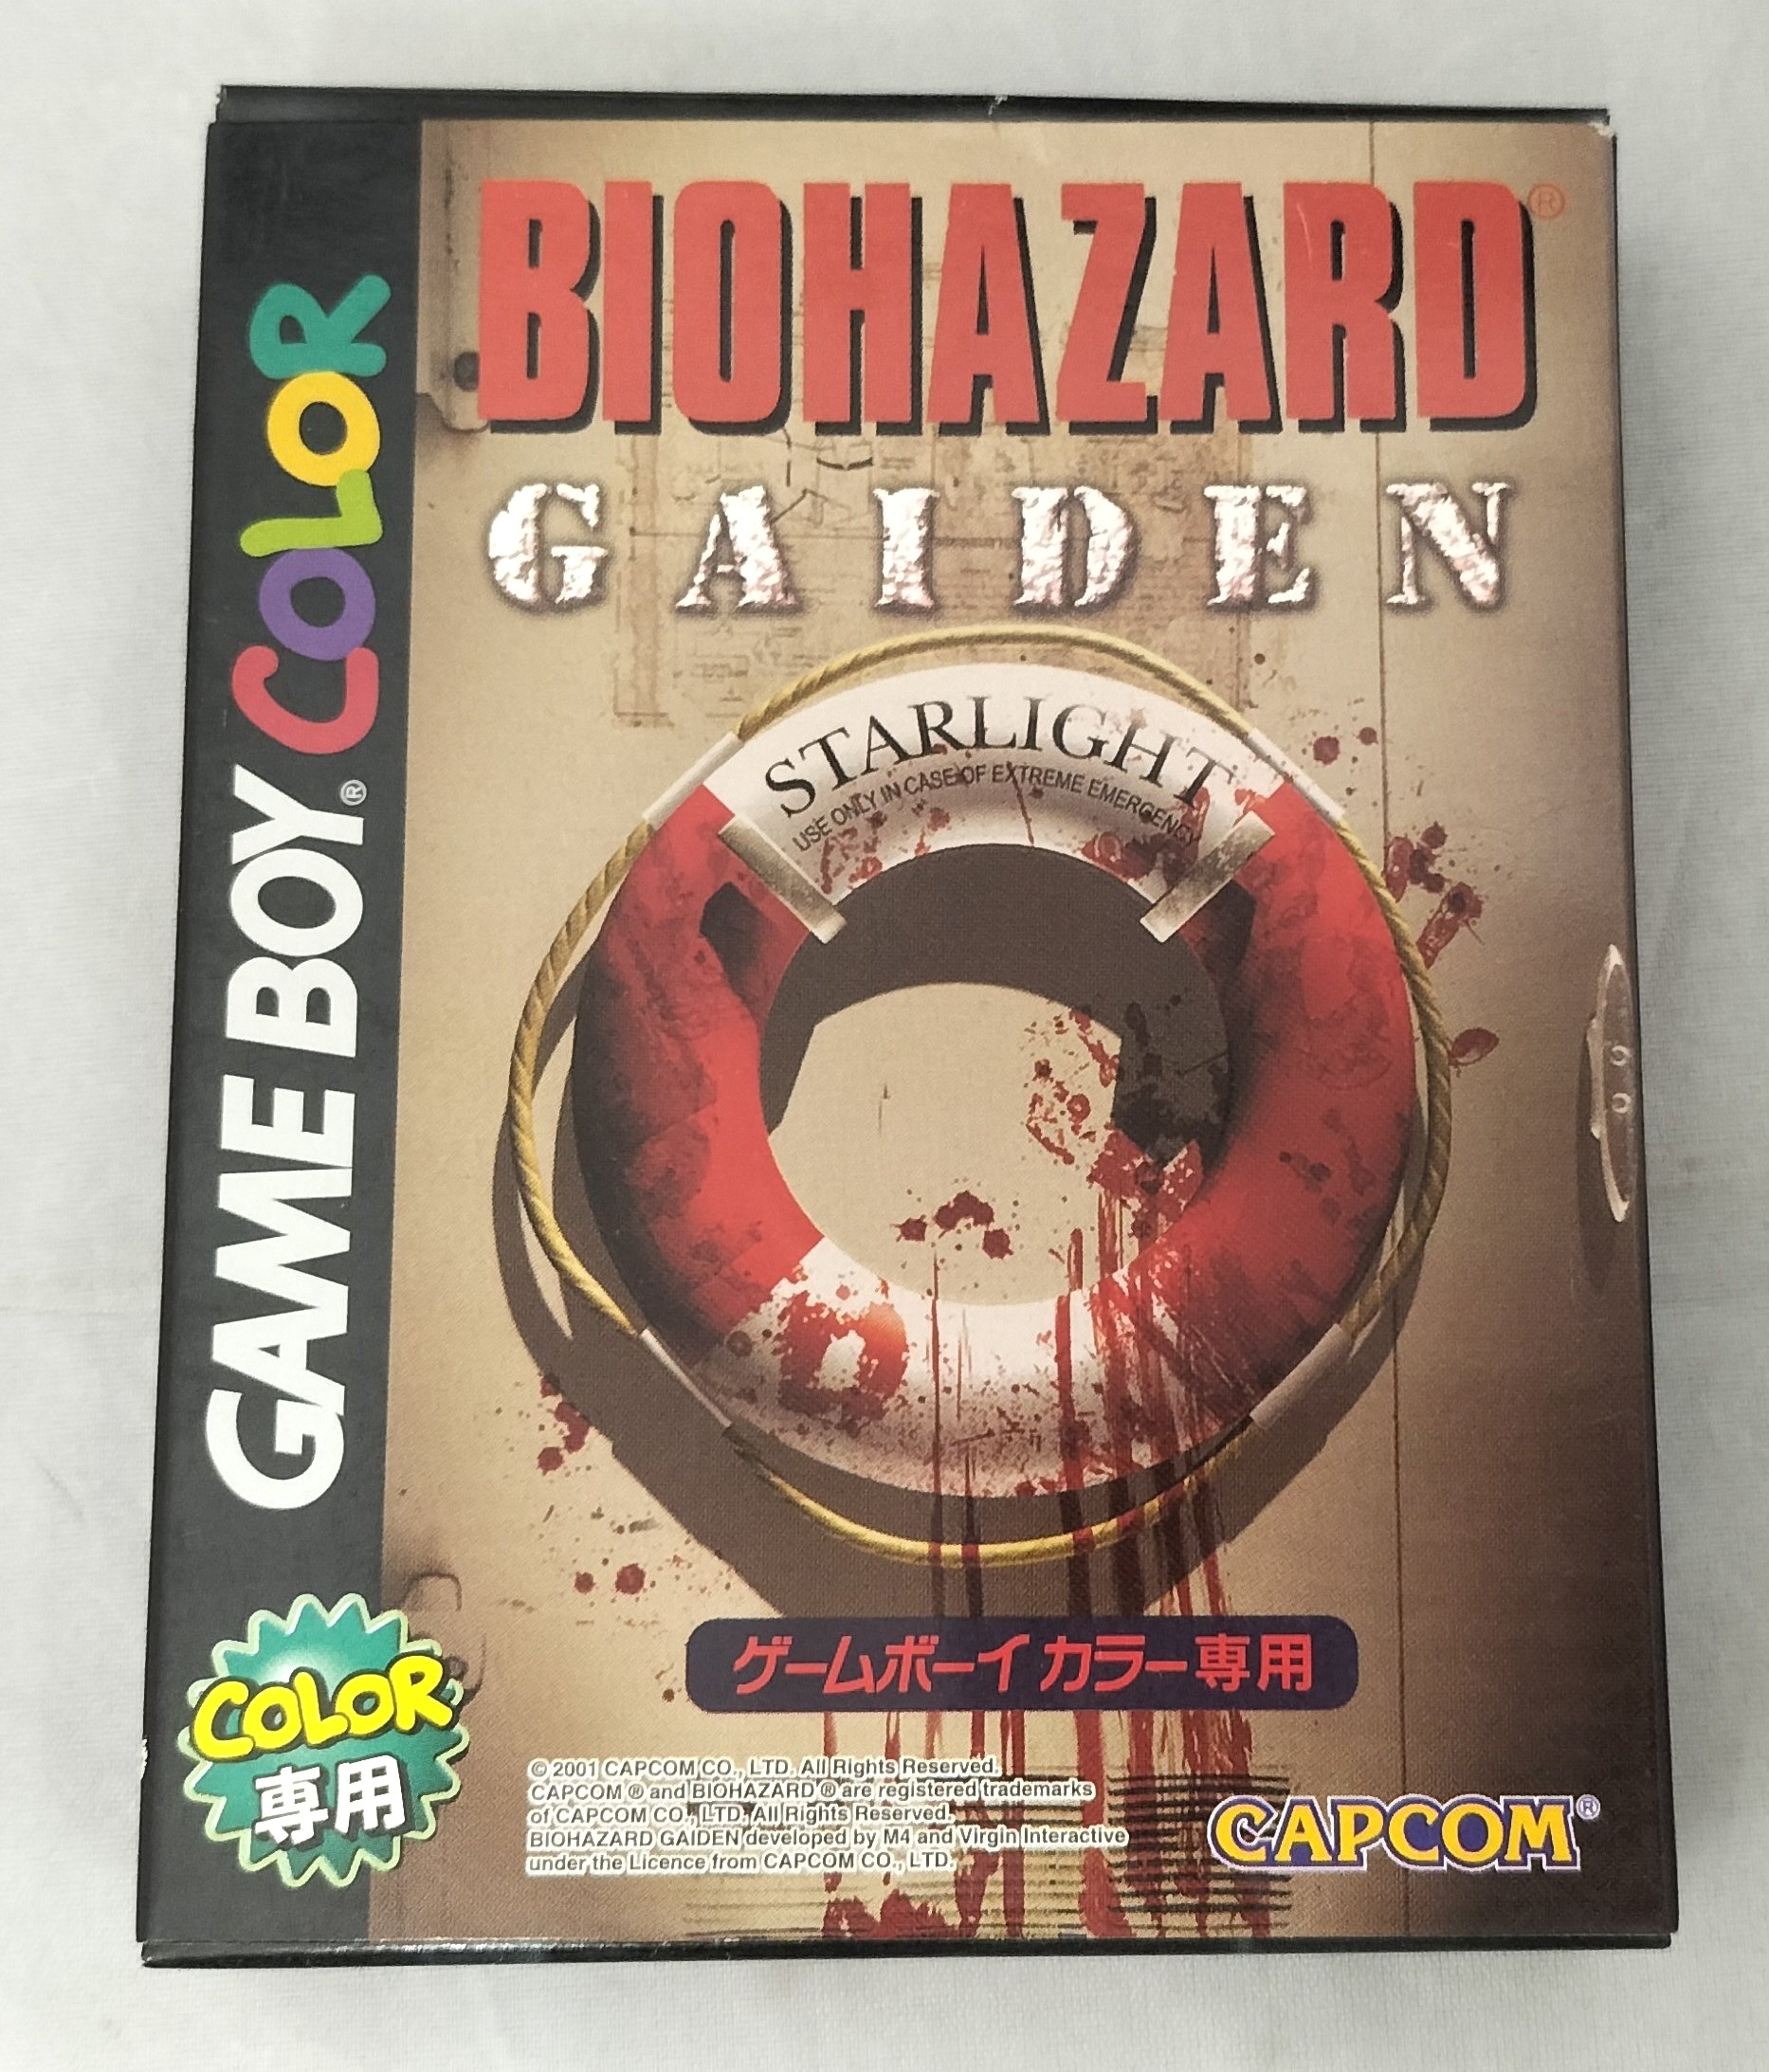 BIOHAZARD®
GAIDEN
GAME BOY® COLOR
STARLIGHT
USE ONLY IN CASE OF EXTREME EMERGENCY
ゲームボーイカラー専用
COLOR
専用
© 2001 CAPCOM CO., LTD. All Rights Reserved.
CAPCOM ® and BIOHAZARD ® are registered trademarks
of CAPCOM CO., LTD. All Rights Reserved.
BIOHAZARD GAIDEN developed by M4 and Virgin Interactive
under the Licence from CAPCOM CO., LTD.
CAPCOM®